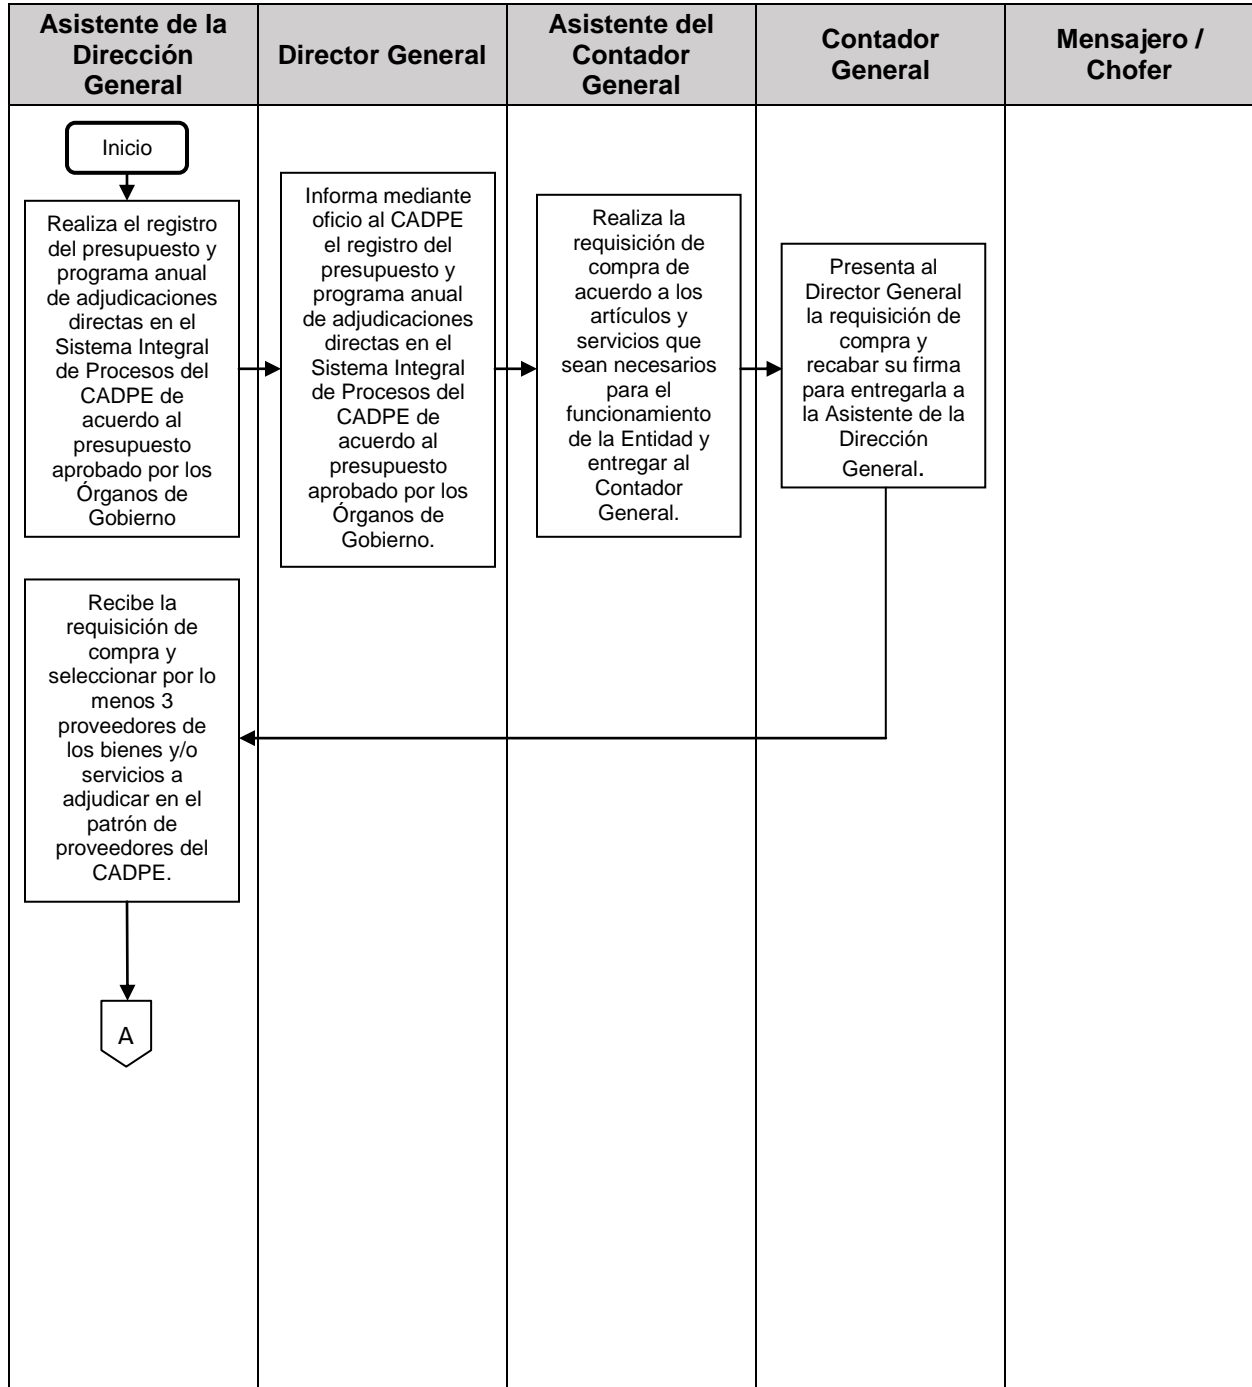 Asistente de la
Dirección
General
Director General
Asistente del
Contador
General
Contador
General
Mensajero /
Chofer
Inicio
Realiza el registro
del presupuesto y
programa anual
de adjudicaciones
directas en el
Sistema Integral
de Procesos del
CADPE de
acuerdo al
presupuesto
aprobado por los
Órganos de
Gobierno
Informa mediante
oficio al CADPE
el registro del
presupuesto y
programa anual
de adjudicaciones
directas en el
Sistema Integral
de Procesos del
CADPE de
acuerdo al
presupuesto
aprobado por los
Órganos de
Gobierno.
Realiza la
requisición de
compra de
acuerdo a los
artículos y
servicios que
sean necesarios
para el
funcionamiento
de la Entidad y
entregar al
Contador
General.
Presenta al
Director General
la requisición de
compra y
recabar su firma
para entregarla a
la Asistente de la
Dirección
General.
Recibe la
requisición de
compra y
seleccionar por lo
menos 3
proveedores de
los bienes y/o
servicios a
adjudicar en el
patrón de
proveedores del
CADPE.
A